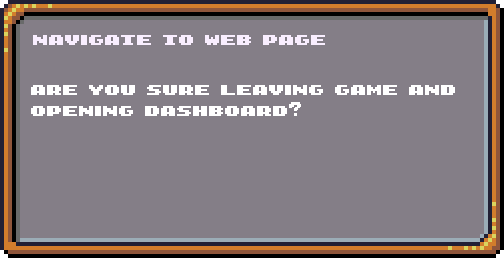 NAVIGATE TO WEB PAGE
ARE YOU SURE LEAVING GAME AND
OPENING DASHBOARD?